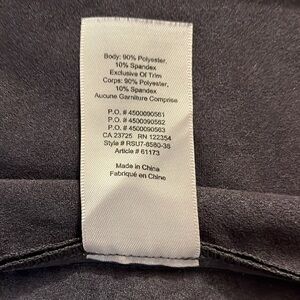 Body: 90% Polyester,
10% Spandex
Exclusive Of Trim
Corps: 90% Polyester,
10% Spandex
Aucune Garniture Comprise
P.O. # 4500090561
P.O. # 4500090562
P.O. # 4500090563
CA 23725 RN 122354
Style # RSU7-8580-38
Article # 61173
Made in China
Fabriqué en Chine